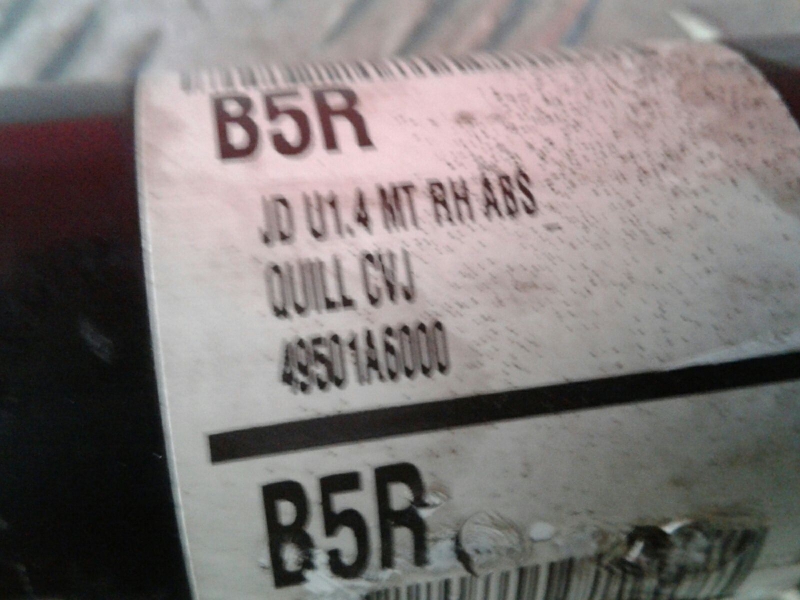 B5R
JD U1.4 MT RH ABS
QUILL CVJ
49501A6000
B5R